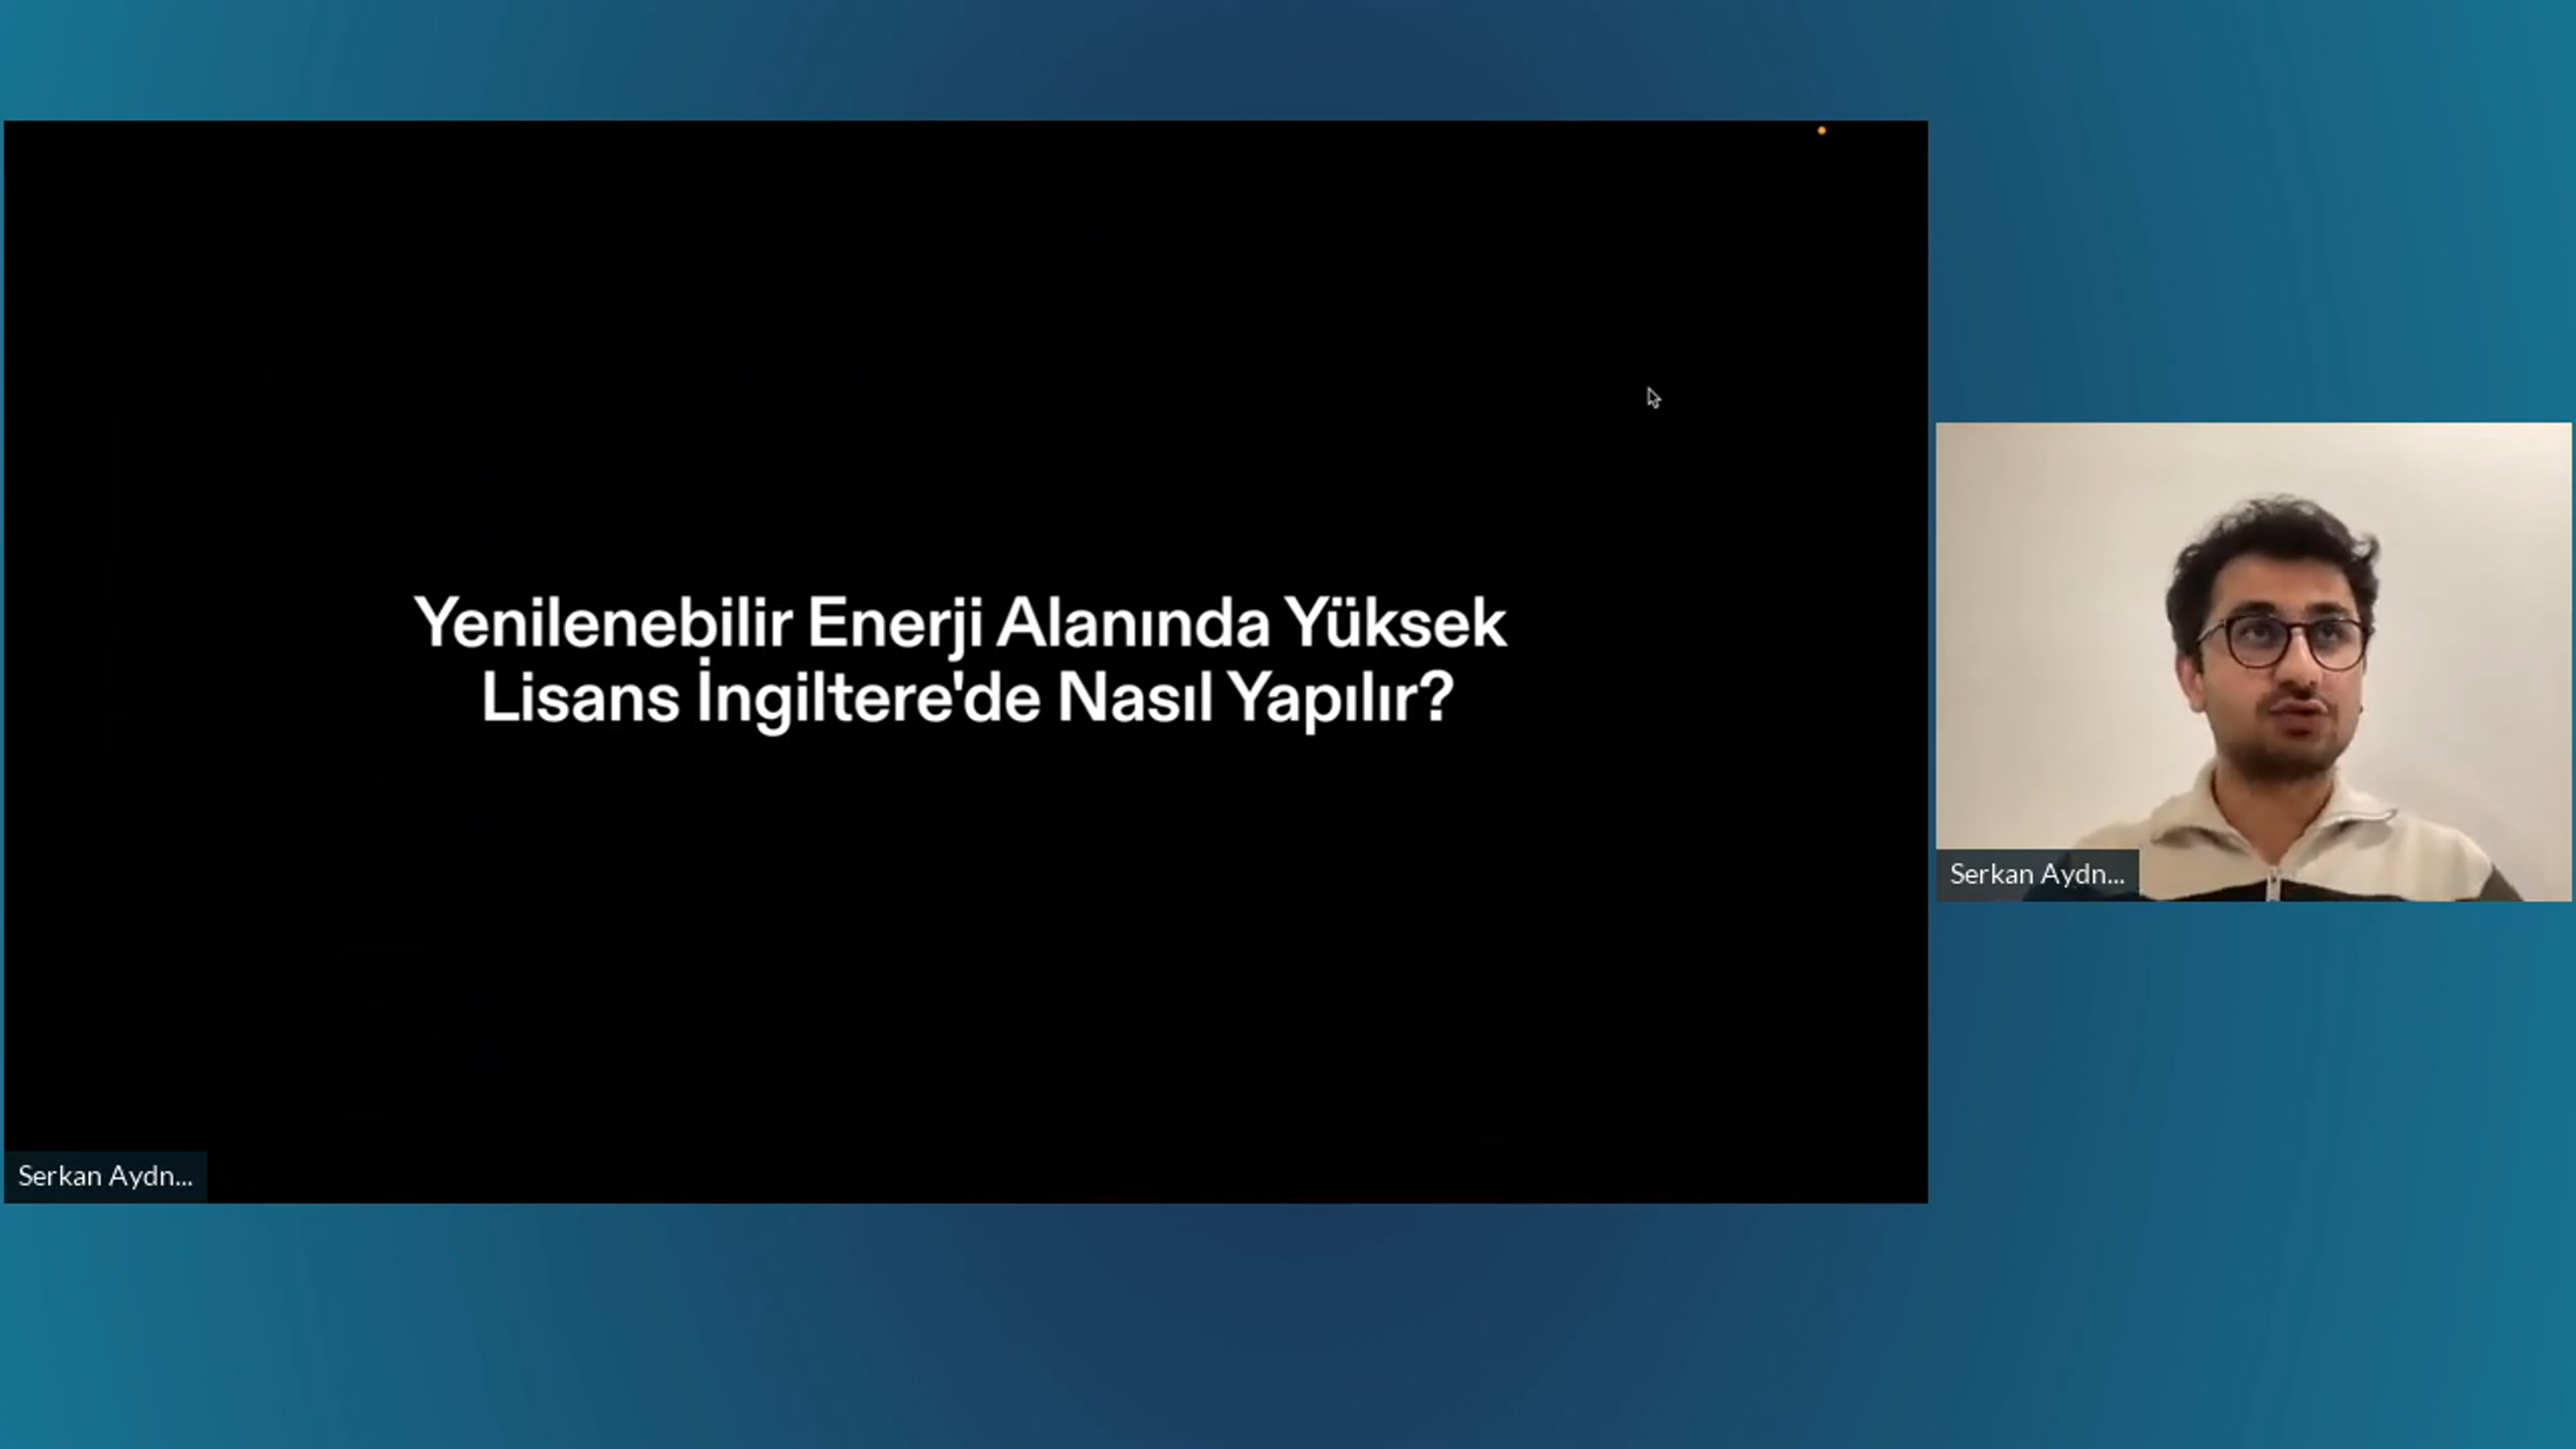 Yenilenebilir Enerji Alanında Yüksek
Lisans İngiltere'de Nasıl Yapılır?
Serkan Aydn...
Serkan Aydn...